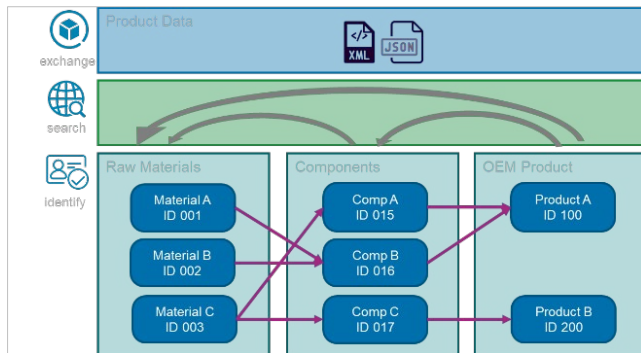 Product Data
</>
XML
JSON
exchange
search
identify
Raw Materials
Components
OEM Product
Material A
ID 001
Comp A
ID 015
Product A
ID 100
Material B
ID 002
Comp B
ID 016
Material C
ID 003
Comp C
ID 017
Product B
ID 200